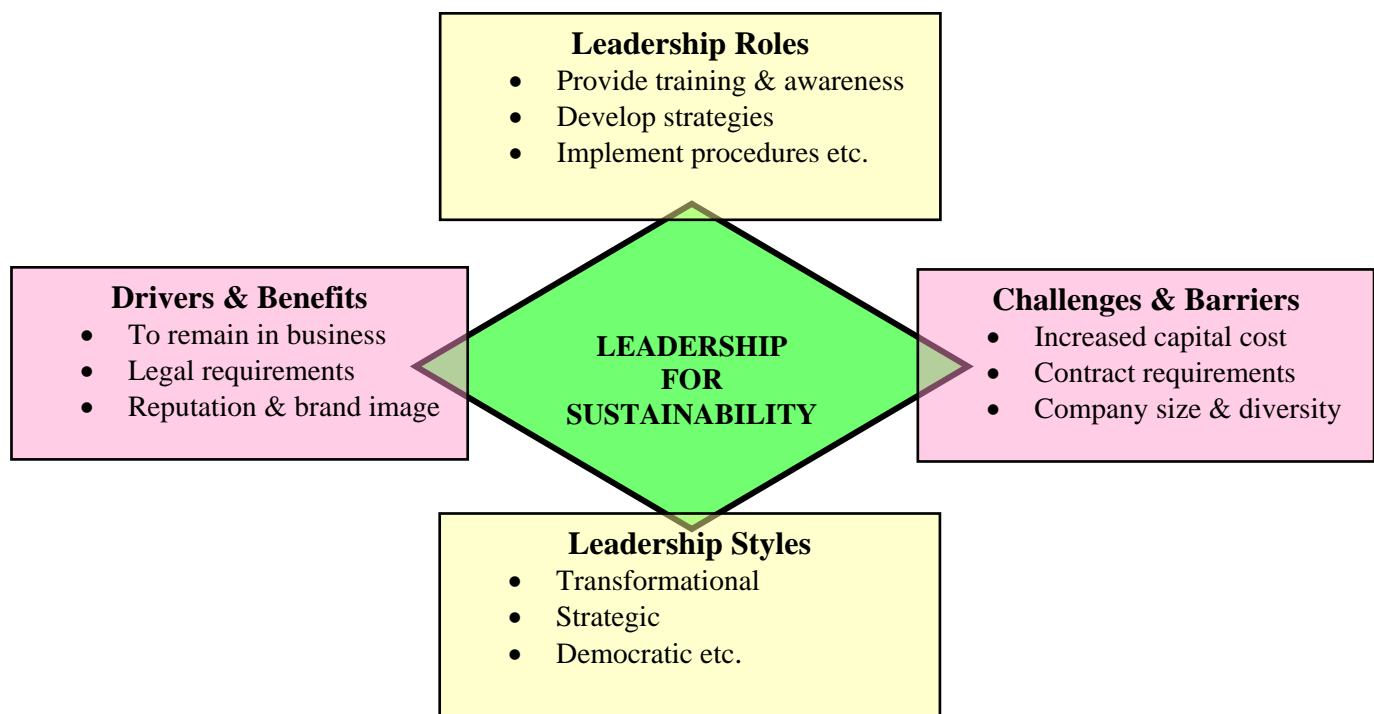 Leadership Roles
• Provide training & awareness
• Develop strategies
• Implement procedures etc.
Drivers & Benefits
• To remain in business
• Legal requirements
• Reputation & brand image
LEADERSHIP
FOR
SUSTAINABILITY
Challenges & Barriers
• Increased capital cost
• Contract requirements
• Company size & diversity
Leadership Styles
• Transformational
• Strategic
• Democratic etc.